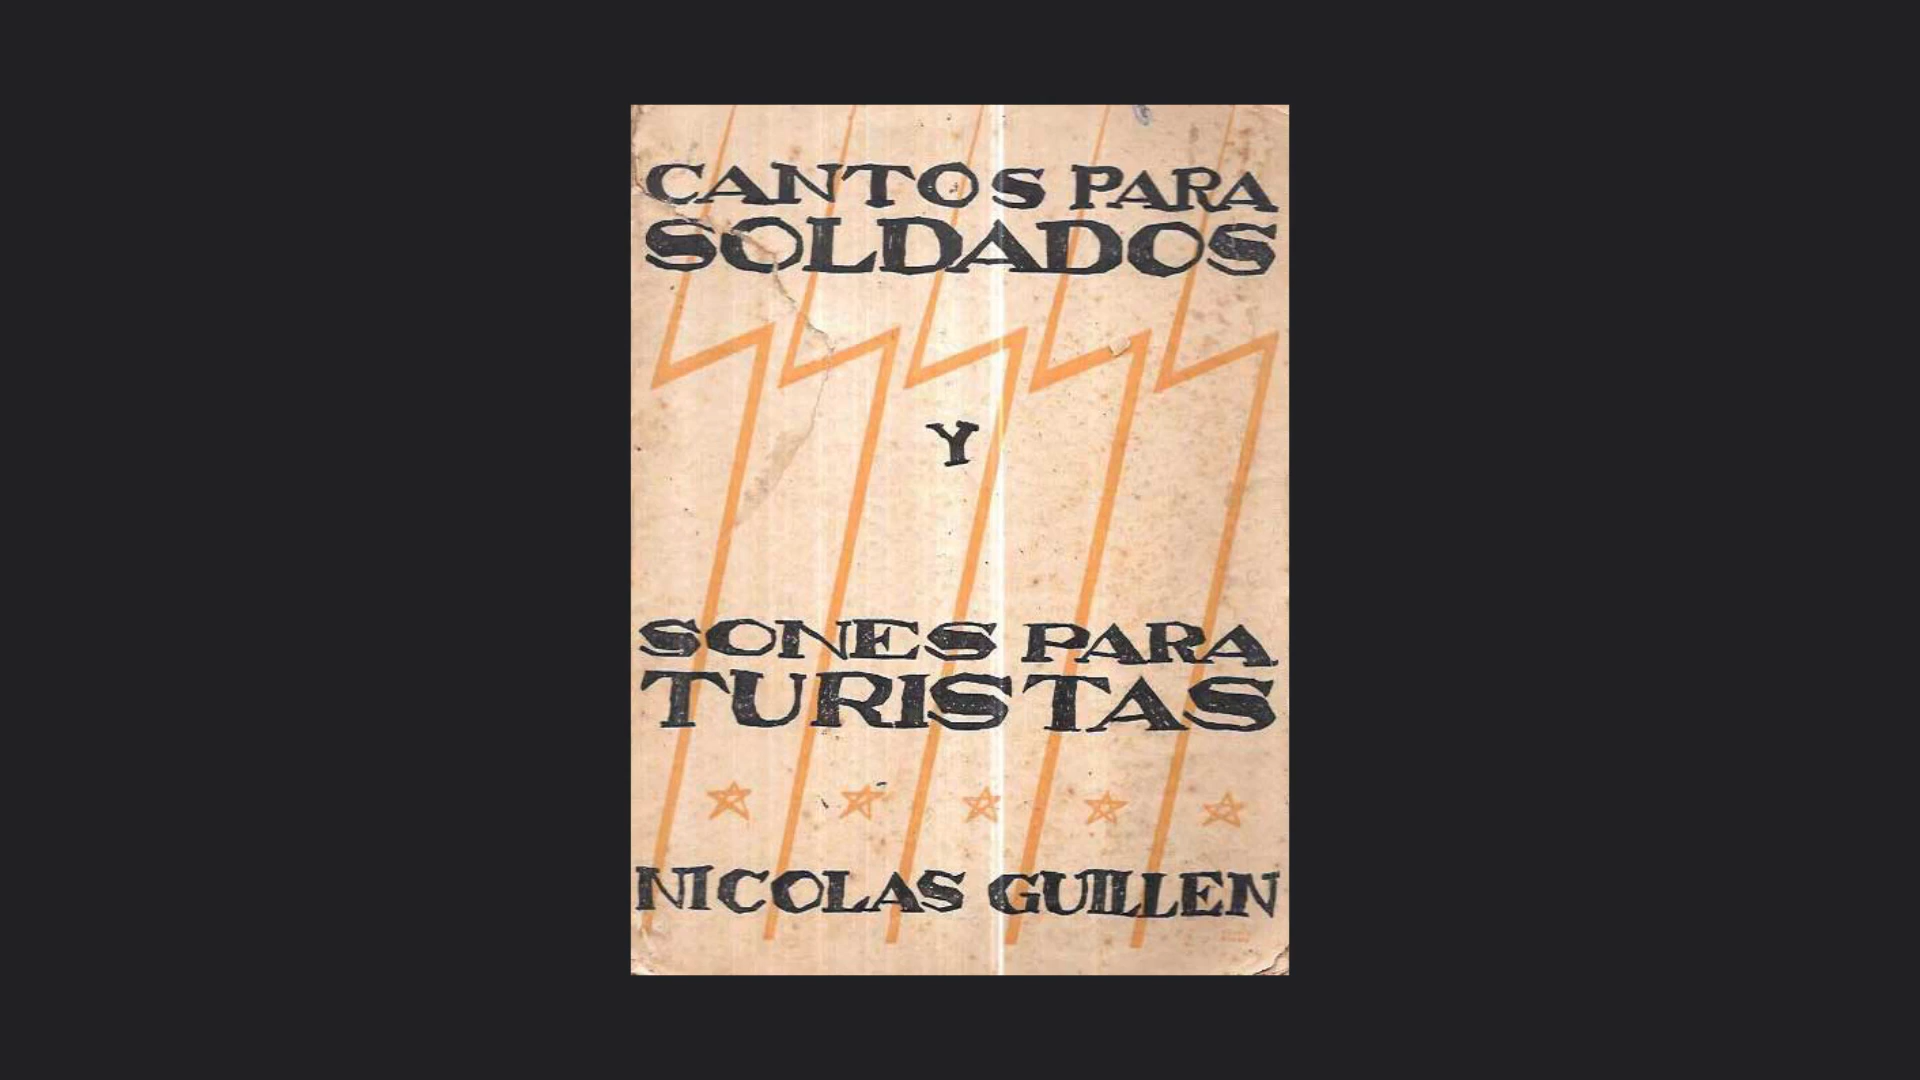 CANTOS PARA
SOLDADOS
Y
SONES PARA
TURISTAS
NICOLAS GUILLEN